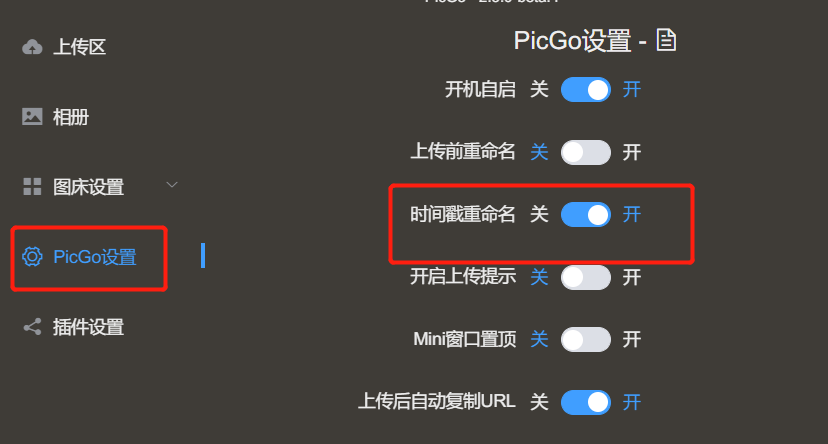 PicGo设置 -
上传区
开机自启 关 开
相册
上传前重命名 关 开
图床设置
时间戳重命名 关 开
PicGo设置
开启上传提示 关 开
插件设置
Mini窗口置顶 关 开
上传后自动复制URL 关 开